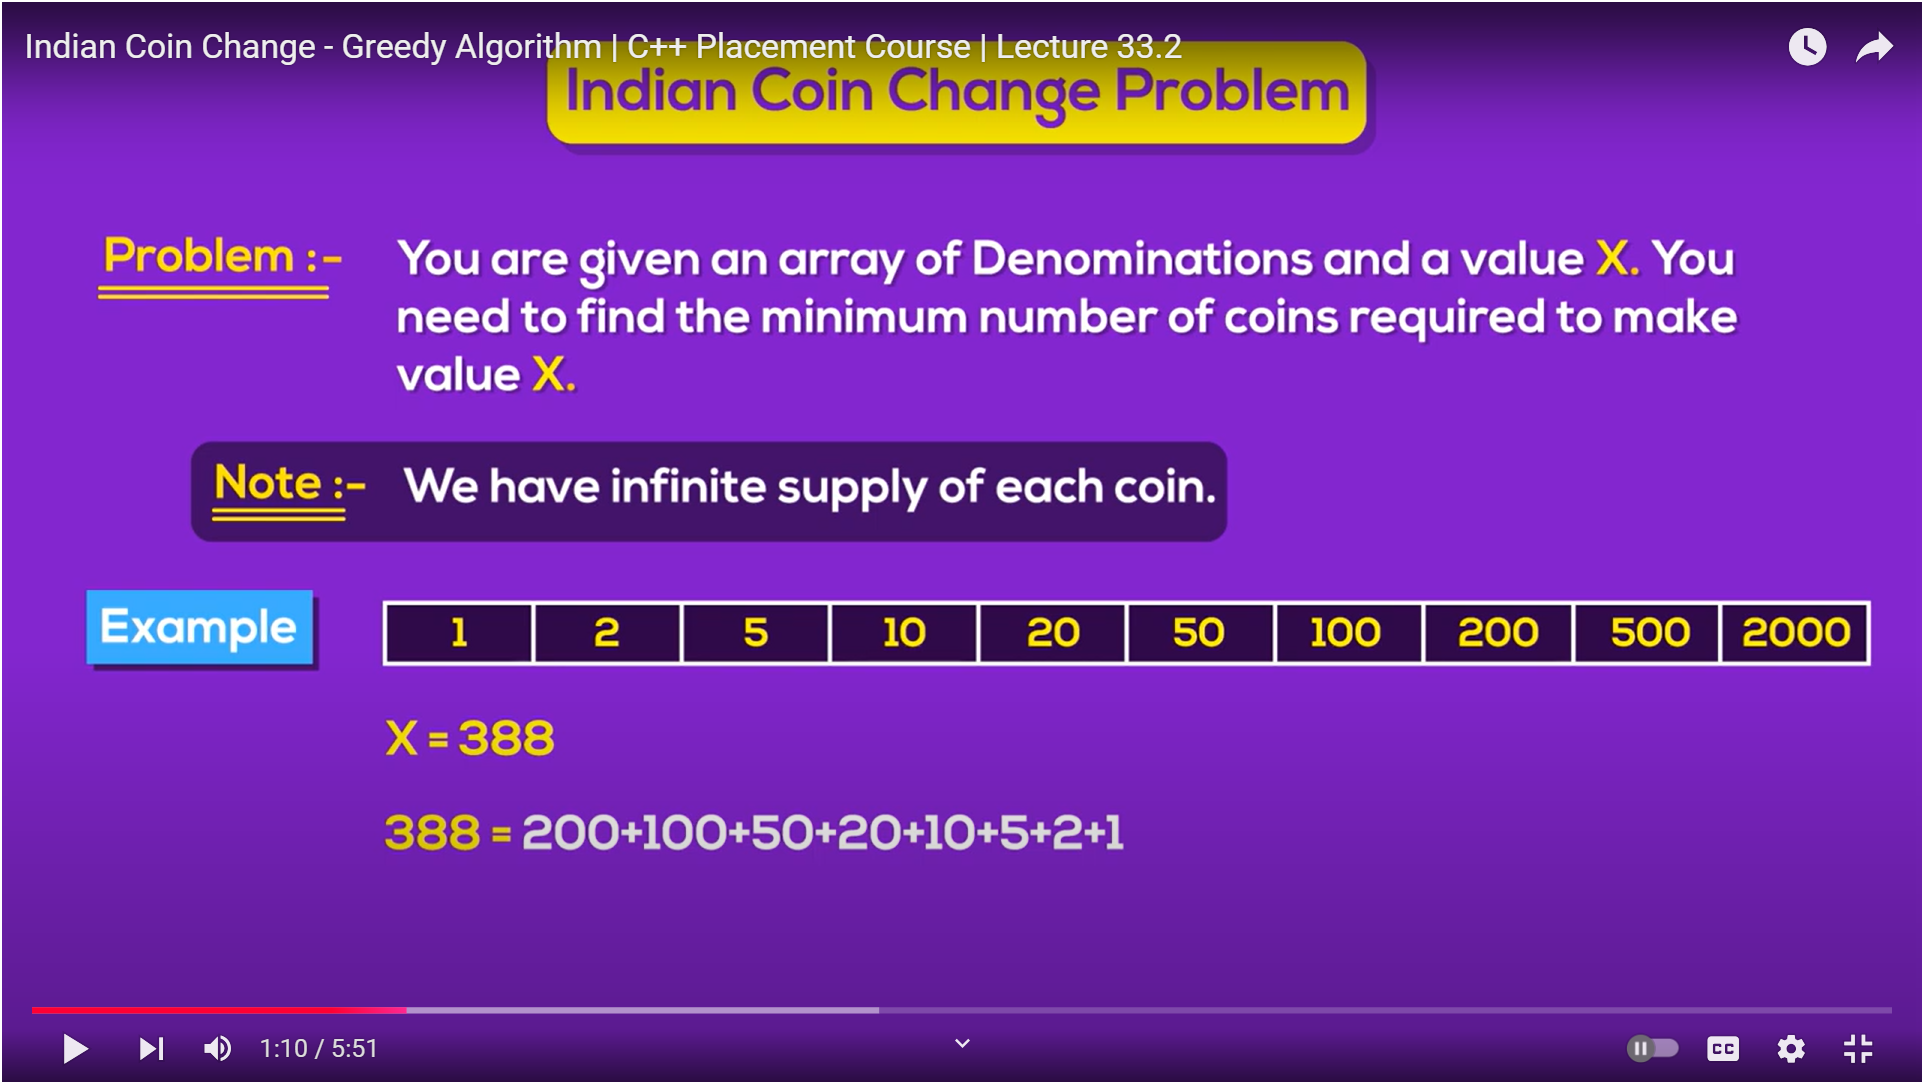 Indian Coin Change - Greedy Algorithm | C++ Placement Course | Lecture 33.2
Indian Coin Change Problem
Problem :- You are given an array of Denominations and a value X. You
need to find the minimum number of coins required to make
value X.
Note :- We have infinite supply of each coin.
Example 1 2 5 10 20 50 100 200 500 2000
X = 388
388 = 200+100+50+20+10+5+2+1
1:10 / 5:51 CC